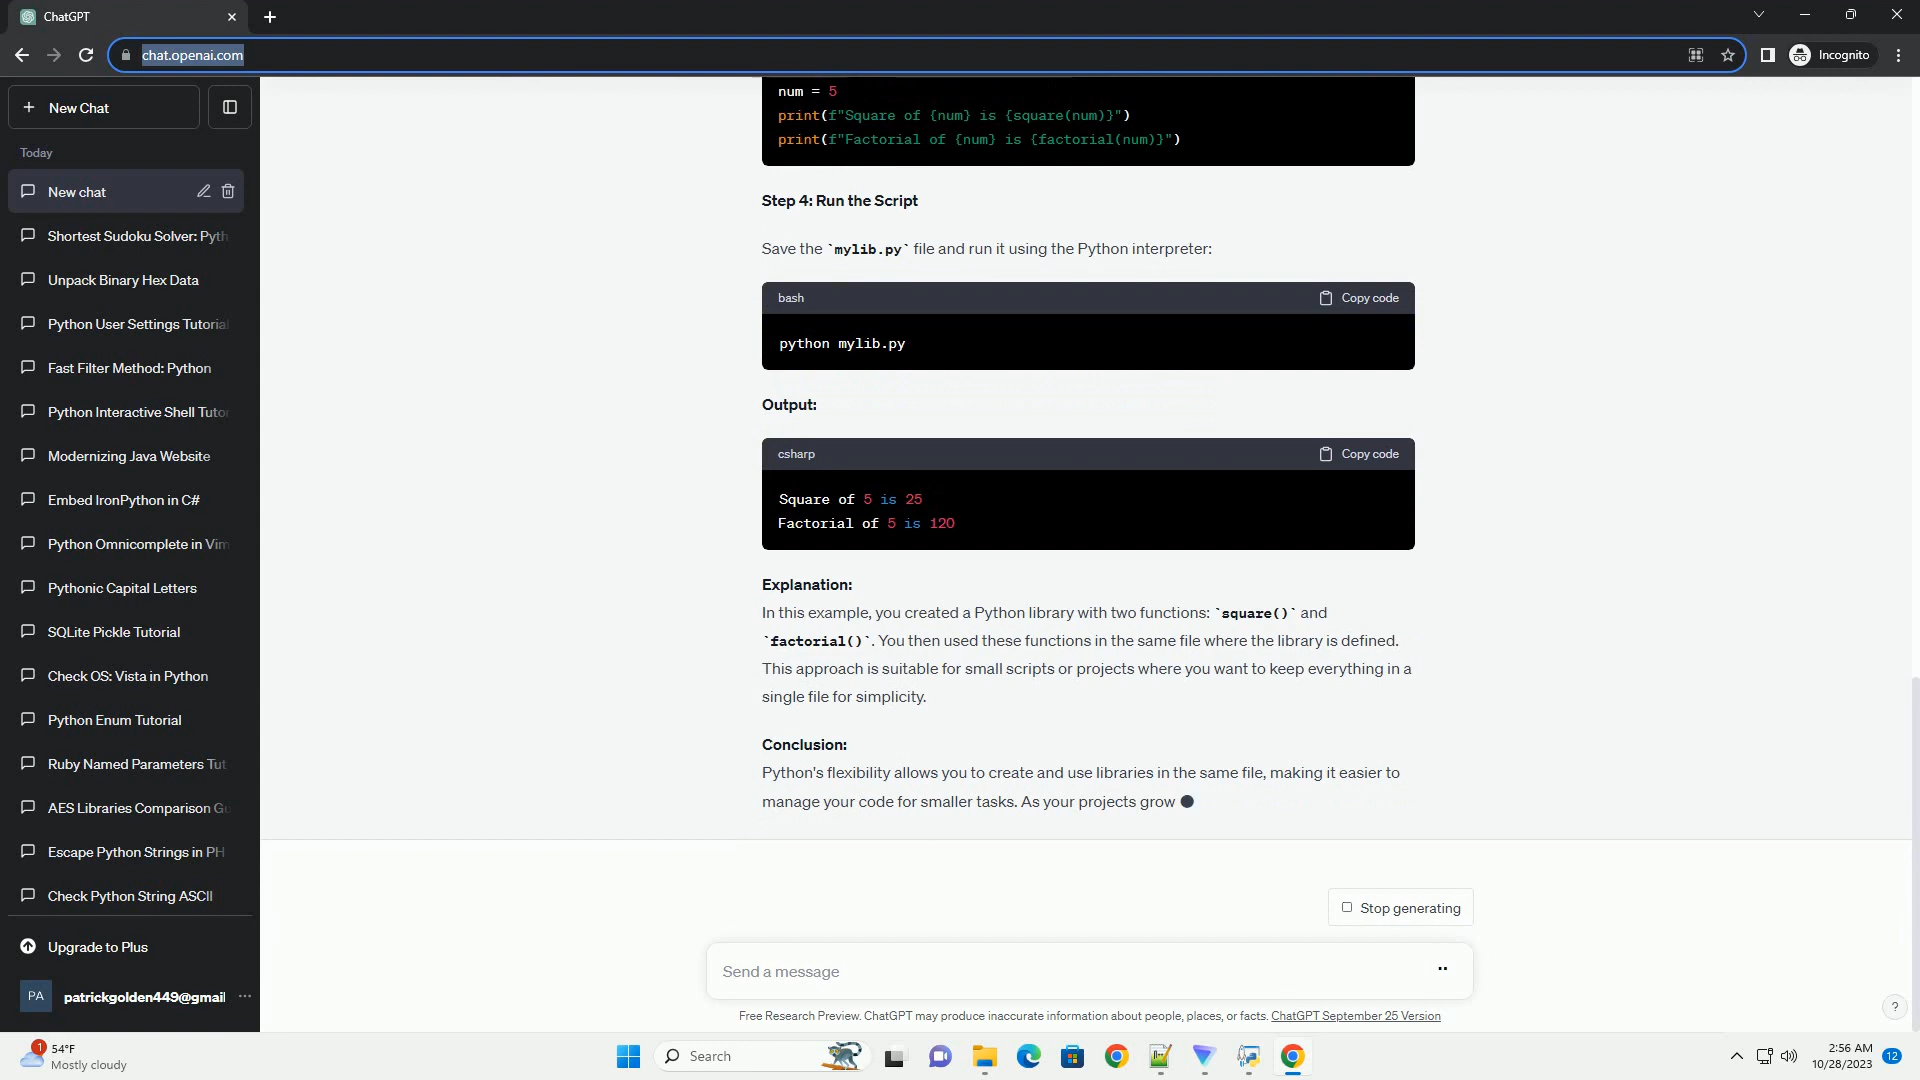 ChatGPT
chat.openai.com
Incognito
New Chat
Today
New chat
Shortest Sudoku Solver: Pyth
Unpack Binary Hex Data
Python User Settings Tutorial
Fast Filter Method: Python
Python Interactive Shell Tutor
Modernizing Java Website
Embed IronPython in C#
Python Omnicomplete in Vim
Pythonic Capital Letters
SQLite Pickle Tutorial
Check OS: Vista in Python
Python Enum Tutorial
Ruby Named Parameters Tut
AES Libraries Comparison Gu
Escape Python Strings in PH
Check Python String ASCII
Upgrade to Plus
PA patrickgolden449@gmail
num = 5
print(f"Square of {num} is {square(num)}")
print(f"Factorial of {num} is {factorial(num)}")
Step 4: Run the Script
Save the `mylib.py` file and run it using the Python interpreter:
bash Copy code
python mylib.py
Output:
csharp Copy code
Square of 5 is 25
Factorial of 5 is 120
Explanation:
In this example, you created a Python library with two functions: `square()` and
`factorial()`. You then used these functions in the same file where the library is defined.
This approach is suitable for small scripts or projects where you want to keep everything in a
single file for simplicity.
Conclusion:
Python's flexibility allows you to create and use libraries in the same file, making it easier to
manage your code for smaller tasks. As your projects grow
Stop generating
Send a message
Free Research Preview. ChatGPT may produce inaccurate information about people, places, or facts. ChatGPT September 25 Version
?
1
54°F
Mostly cloudy
Search
2:56 AM
10/28/2023
12